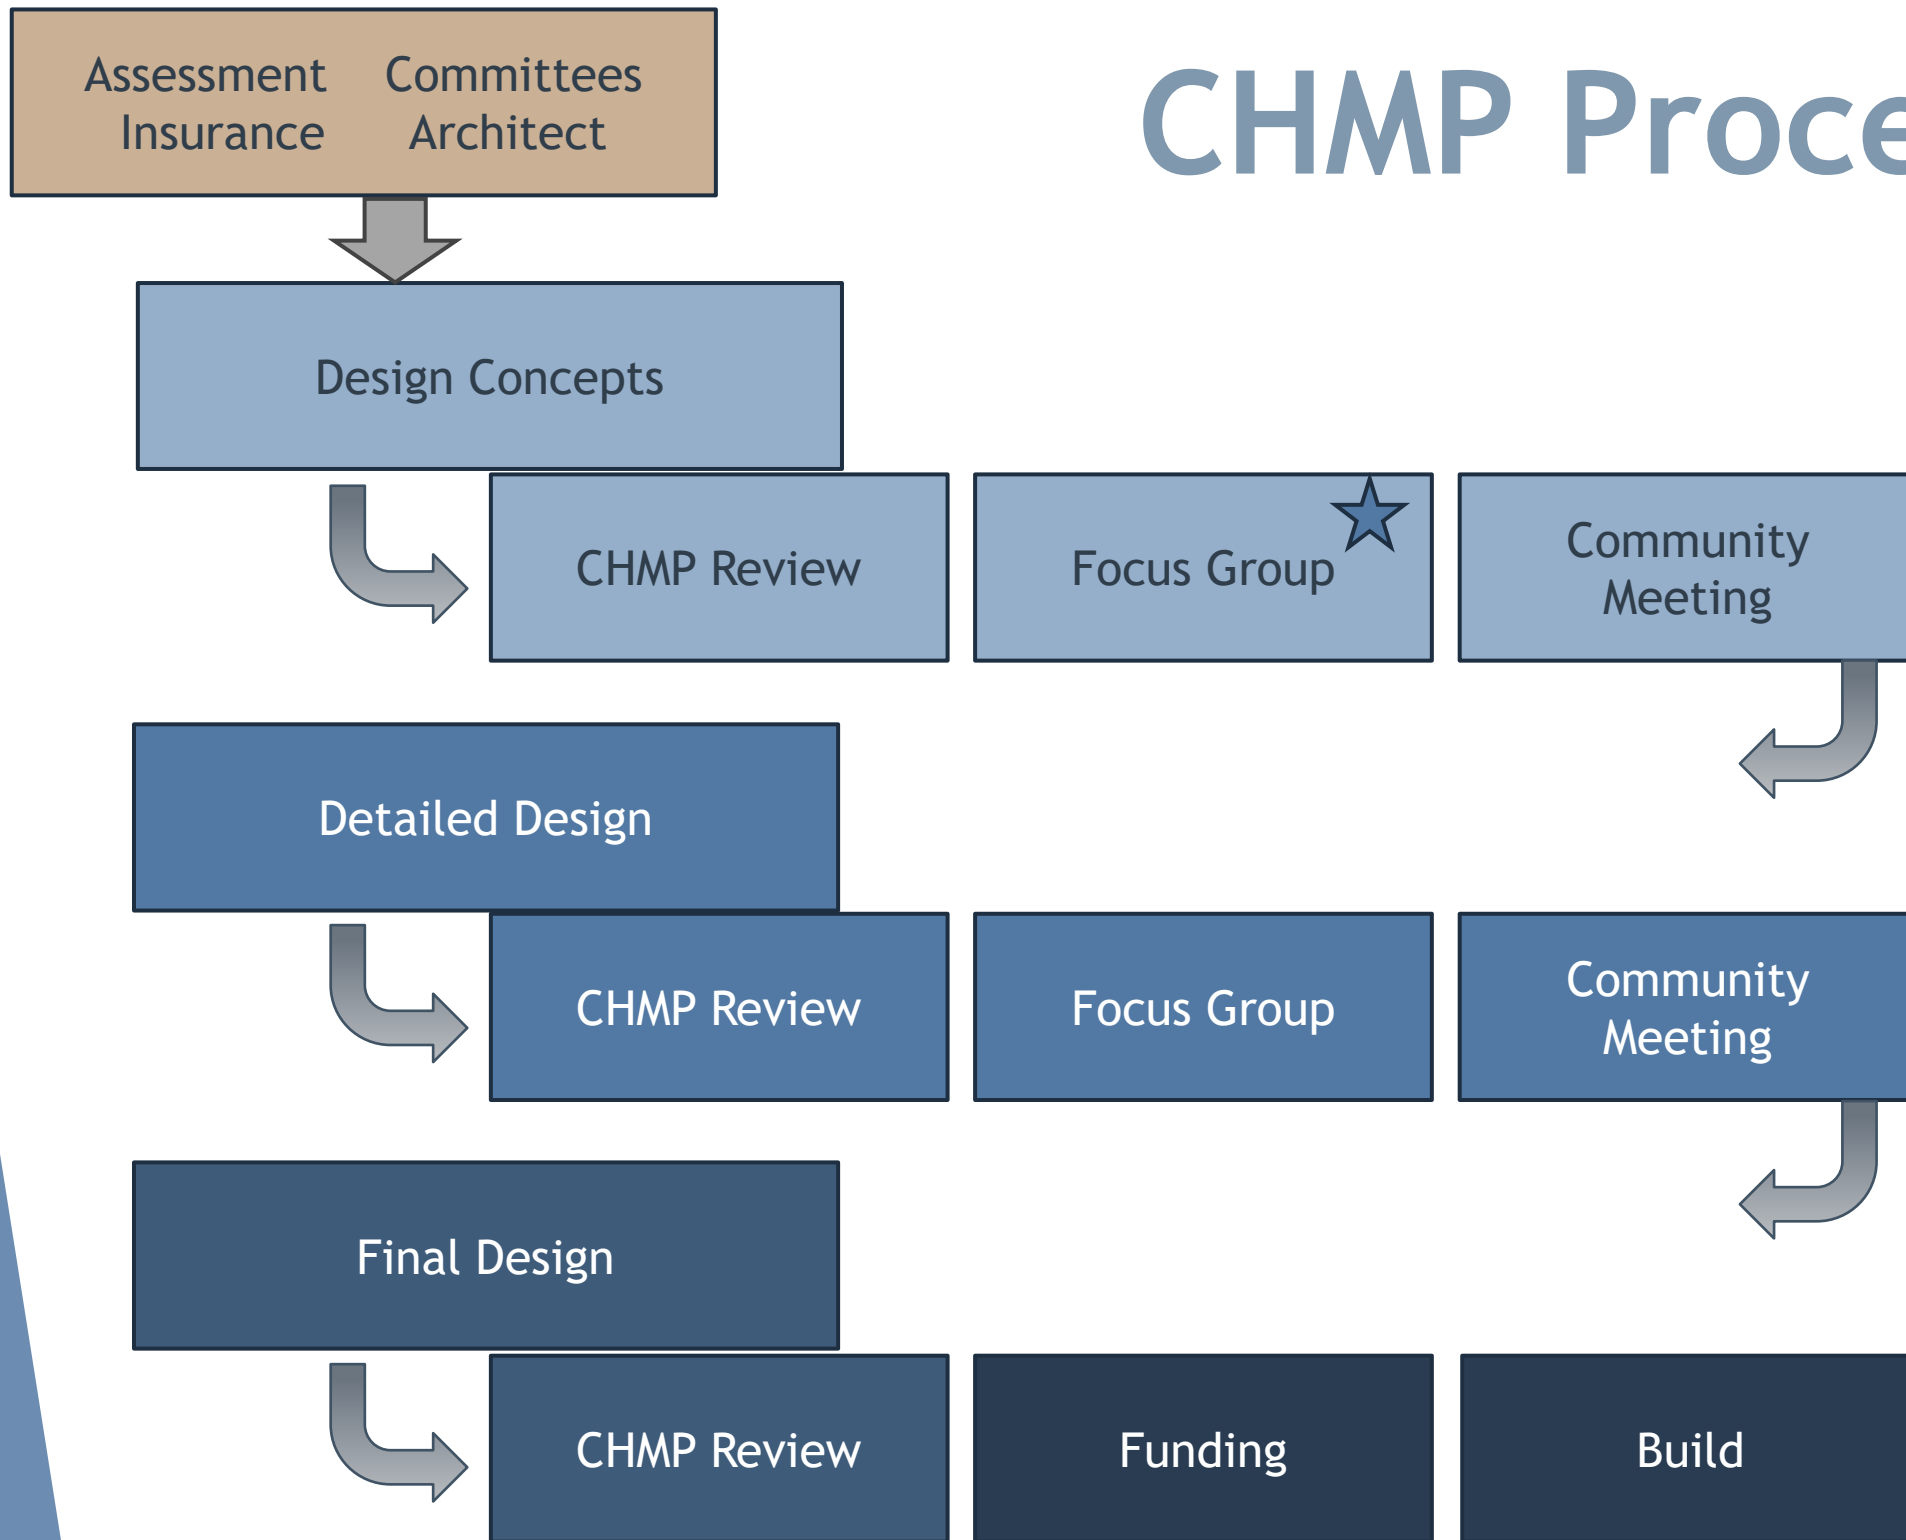 CHMP Proce
Assessment Committees
Insurance Architect
Design Concepts
CHMP Review
Focus Group
Community
Meeting
Detailed Design
CHMP Review
Focus Group
Community
Meeting
Final Design
CHMP Review
Funding
Build